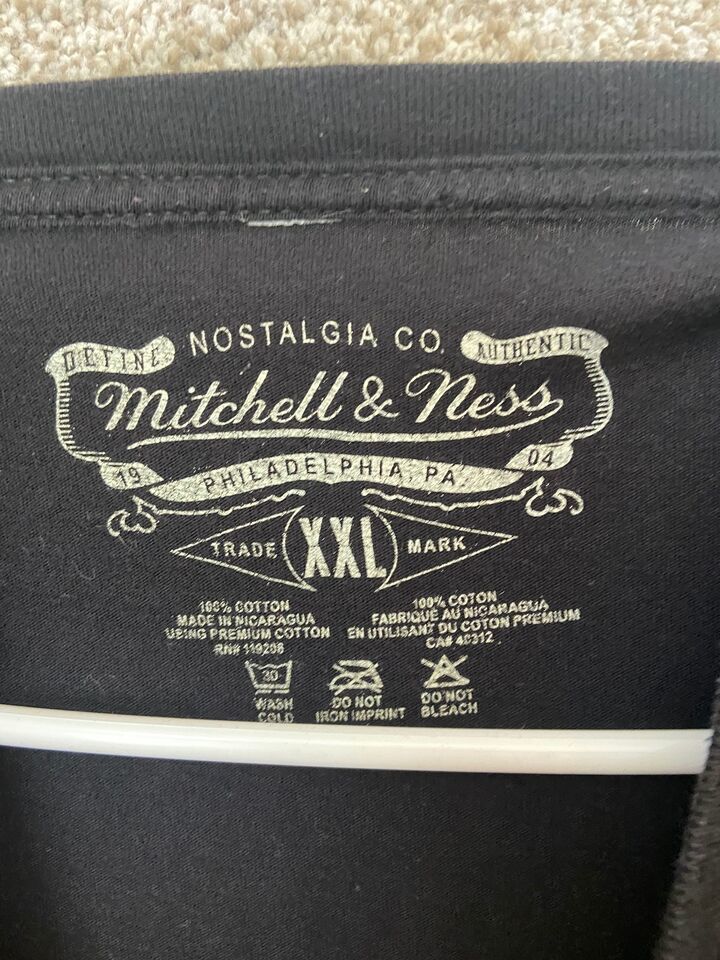 NOSTALGIA CO.
DEFINE AUTHENTIC
Mitchell & Ness
19 PHILADELPHIA, PA. 04
TRADE XXL MARK
100% COTTON
MADE IN NICARAGUA
USING PREMIUM COTTON
RN# 119206
100% COTON
FABRIQUE AU NICARAGUA
EN UTILISANT DU COTON PREMIUM
CA# 40312
30
WASH
COLD
DO NOT
IRON IMPRINT
DO NOT
BLEACH